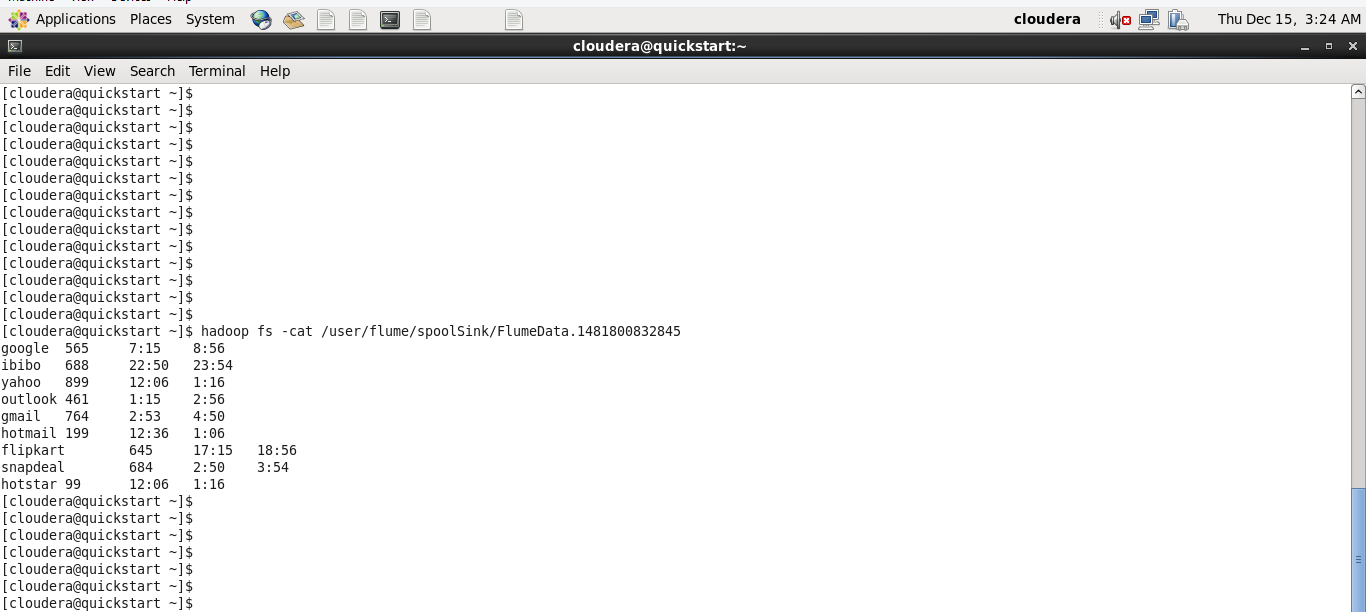 Applications Places System cloudera Thu Dec 15, 3:24 AM
cloudera@quickstart:~
File Edit View Search Terminal Help
[cloudera@quickstart ~]$
[cloudera@quickstart ~]$
[cloudera@quickstart ~]$
[cloudera@quickstart ~]$
[cloudera@quickstart ~]$
[cloudera@quickstart ~]$
[cloudera@quickstart ~]$
[cloudera@quickstart ~]$
[cloudera@quickstart ~]$
[cloudera@quickstart ~]$
[cloudera@quickstart ~]$
[cloudera@quickstart ~]$
[cloudera@quickstart ~]$
[cloudera@quickstart ~]$
[cloudera@quickstart ~]$ hadoop fs -cat /user/flume/spoolSink/FlumeData.1481800832845
google 565 7:15 8:56
ibibo 688 22:50 23:54
yahoo 899 12:06 1:16
outlook 461 1:15 2:56
gmail 764 2:53 4:50
hotmail 199 12:36 1:06
flipkart 645 17:15 18:56
snapdeal 684 2:50 3:54
hotstar 99 12:06 1:16
[cloudera@quickstart ~]$
[cloudera@quickstart ~]$
[cloudera@quickstart ~]$
[cloudera@quickstart ~]$
[cloudera@quickstart ~]$
[cloudera@quickstart ~]$
[cloudera@quickstart ~]$